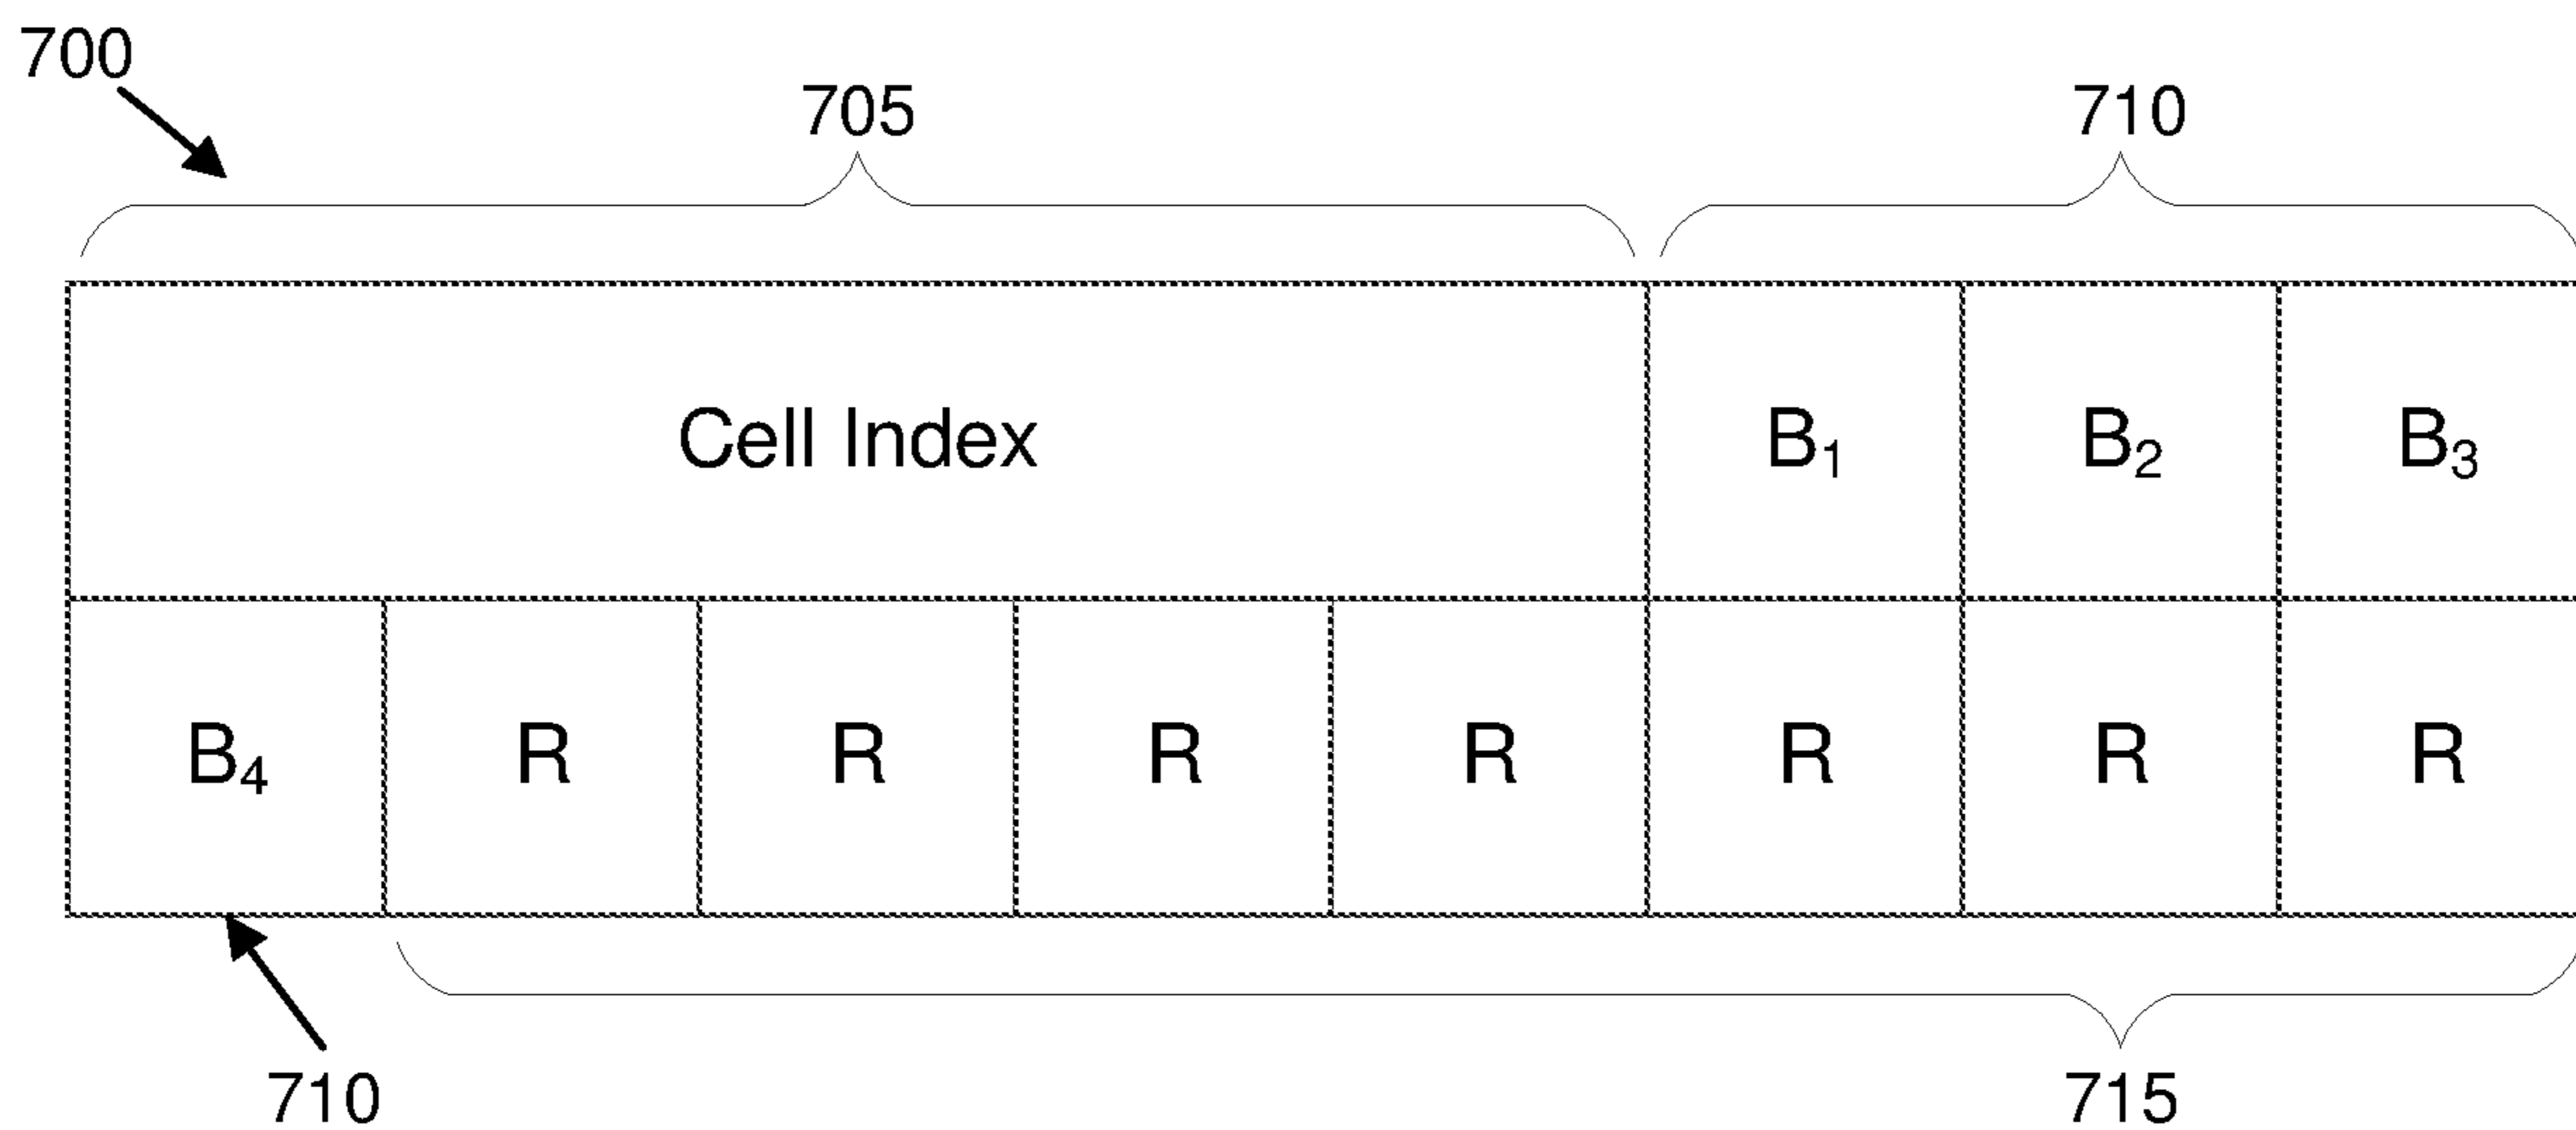 700
705 710
Cell Index B₁ B₂ B₃
B₄ R R R R R R R
710 715